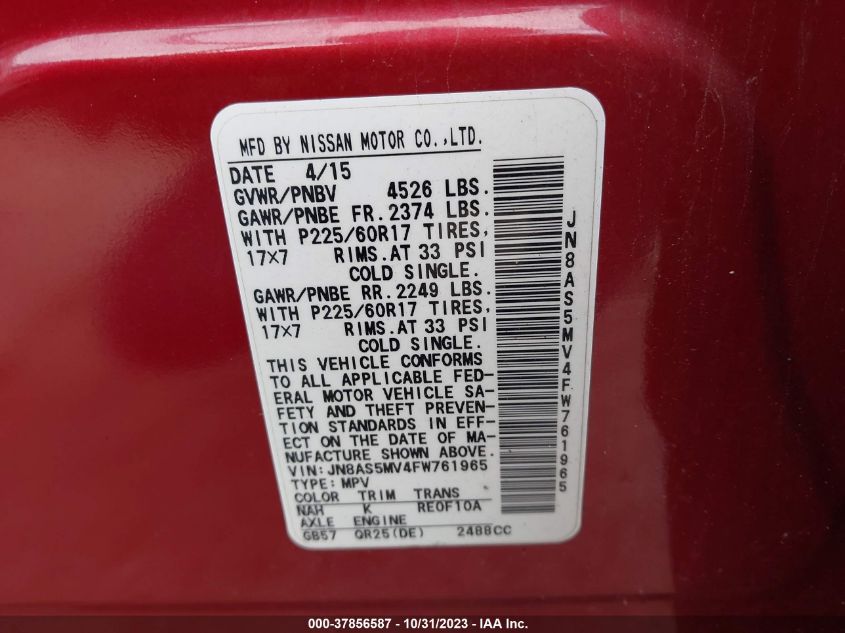 MFD BY NISSAN MOTOR CO.,LTD.
DATE 4/15
GVWR/PNBV 4526 LBS.
GAWR/PNBE FR. 2374 LBS.
WITH P225/60R17 TIRES,
17×7 RIMS.AT 33 PSI
COLD SINGLE.
GAWR/PNBE RR. 2249 LBS.
WITH P225/60R17 TIRES,
17×7 RIMS.AT 33 PSI
COLD SINGLE.
THIS VEHICLE CONFORMS
TO ALL APPLICABLE FED-
ERAL MOTOR VEHICLE SA-
FETY AND THEFT PREVEN-
TION STANDARDS IN EFF-
ECT ON THE DATE OF MA-
NUFACTURE SHOWN ABOVE.
VIN:JN8AS5MV4FW761965
TYPE: MPV
COLOR TRIM TRANS
NAH K RE0F10A
AXLE ENGINE
GB57 QR25(DE) 2488CC
JN8AS5MV4FW761965
000-37856587 - 10/31/2023 - IAA Inc.